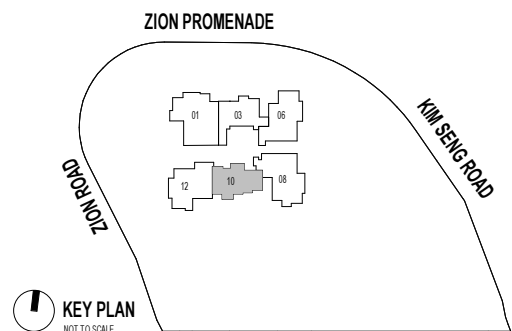 ZION PROMENADE
01 03 06
KIM SENG ROAD
12 10 08
ZION ROAD
KEY PLAN
NOT TO SCALE